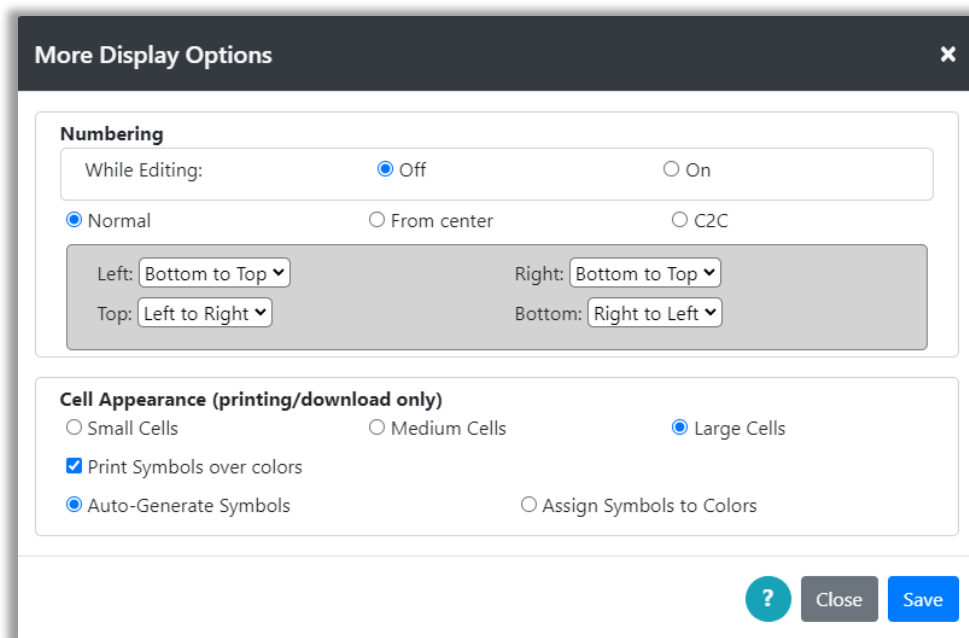 More Display Options ×
Numbering
While Editing: Off On
Normal From center C2C
Left: Bottom to Top Right: Bottom to Top
Top: Left to Right Bottom: Right to Left
Cell Appearance (printing/download only)
Small Cells Medium Cells Large Cells
Print Symbols over colors
Auto-Generate Symbols Assign Symbols to Colors
? Close Save